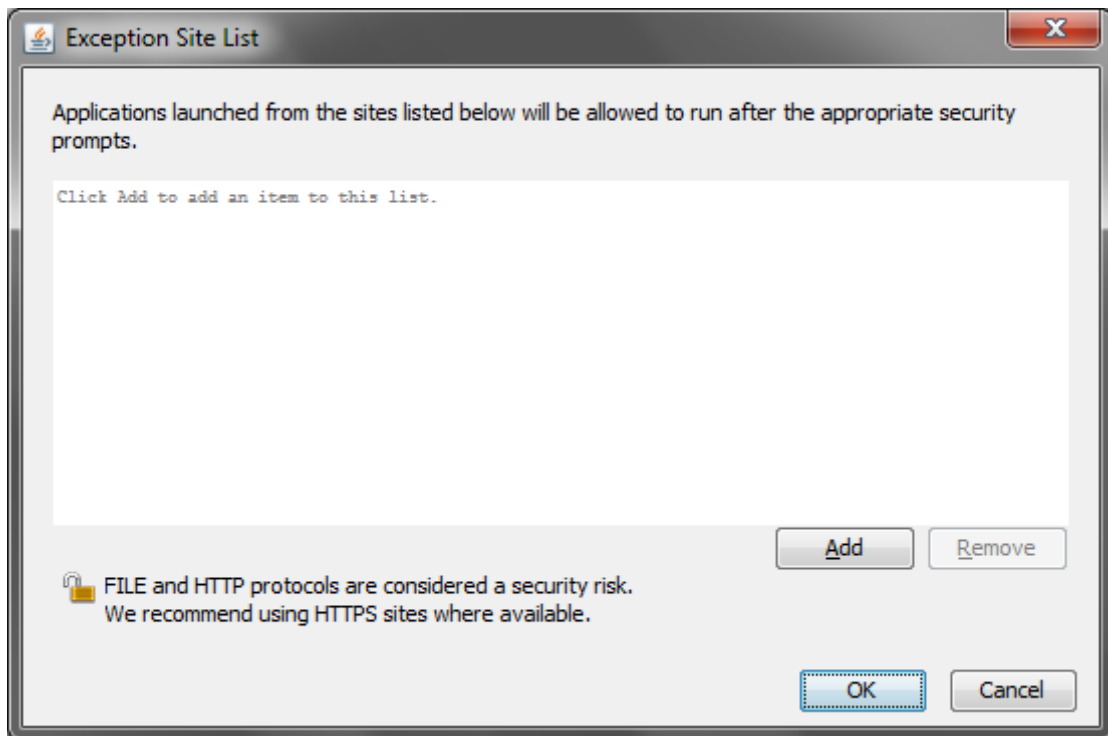 Exception Site List
Applications launched from the sites listed below will be allowed to run after the appropriate security
prompts.
Click Add to add an item to this list.
Add
Remove
FILE and HTTP protocols are considered a security risk.
We recommend using HTTPS sites where available.
OK
Cancel